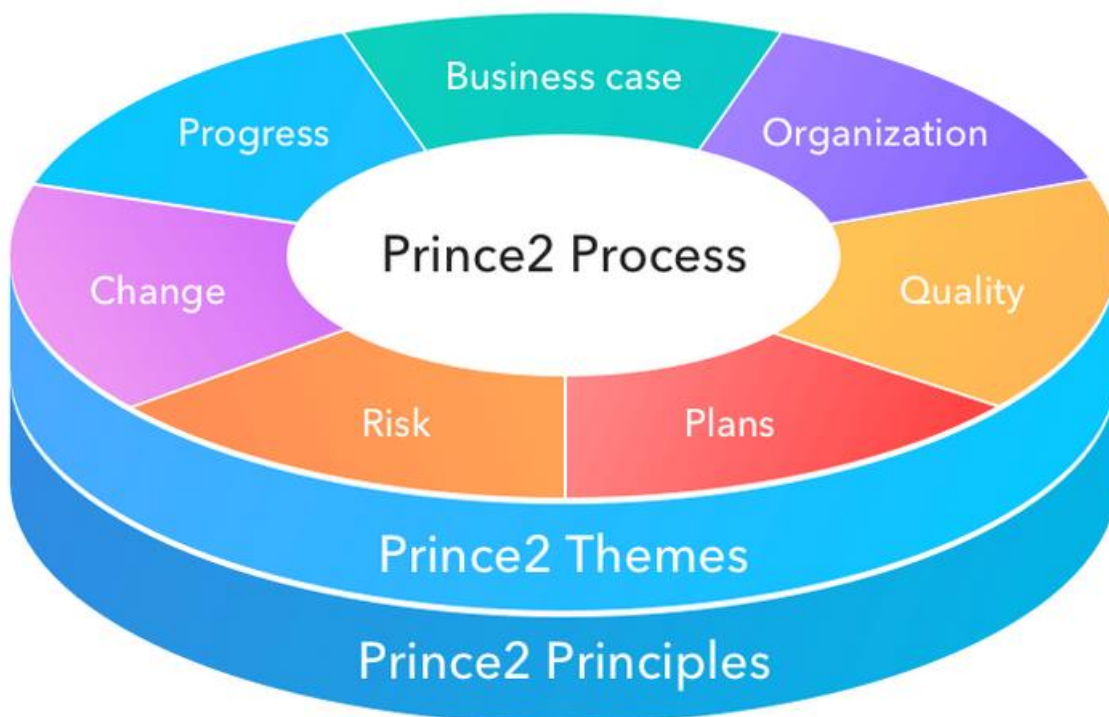 Business case
Progress
Organization
Prince2 Process
Change
Quality
Risk
Plans
Prince2 Themes
Prince2 Principles